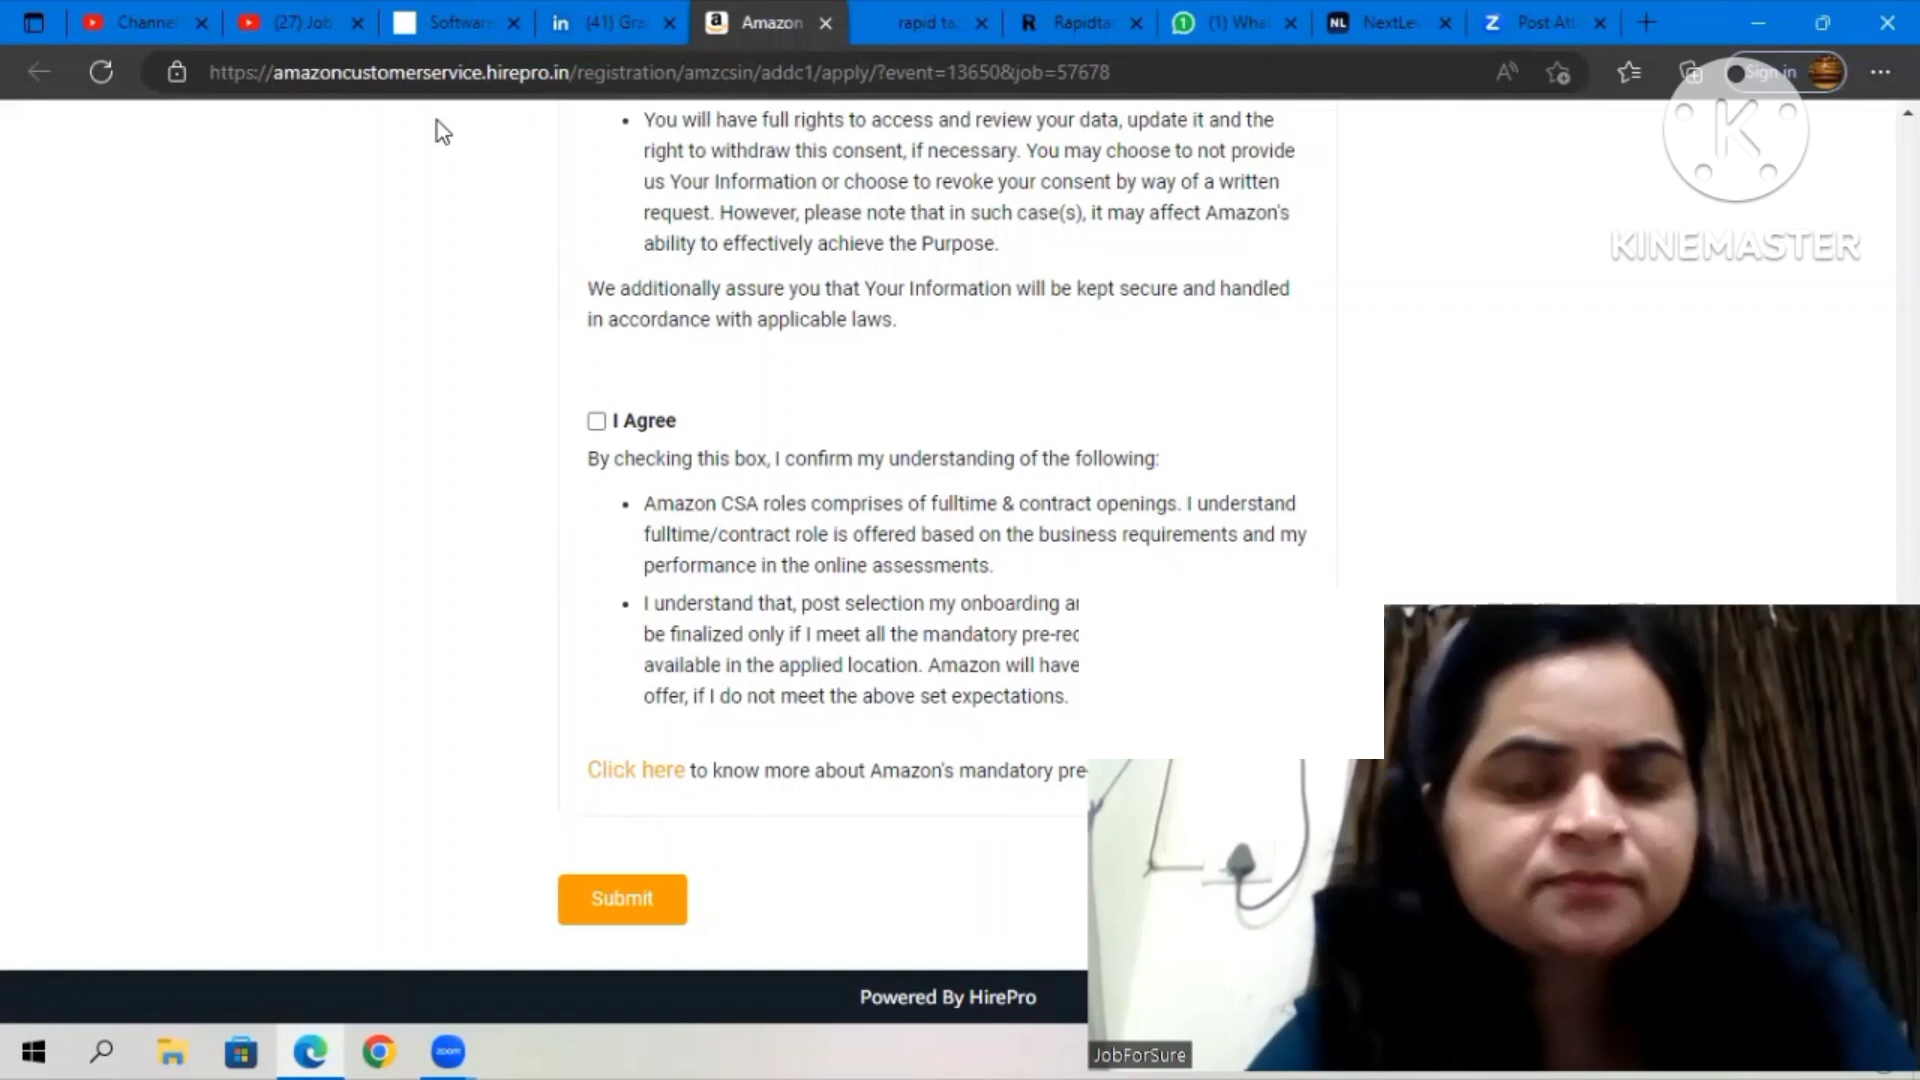 Channe
(27) Job
Software
in (41) Gra
a Amazon
rapid ta
R Rapidta
1 (1) Wha
NL NextLe
Z Post Att
https://amazoncustomerservice.hirepro.in/registration/amzcsin/addc1/apply/?event=13650&job=57678
Sign in
K
KINEMASTER
• You will have full rights to access and review your data, update it and the
right to withdraw this consent, if necessary. You may choose to not provide
us Your Information or choose to revoke your consent by way of a written
request. However, please note that in such case(s), it may affect Amazon's
ability to effectively achieve the Purpose.
We additionally assure you that Your Information will be kept secure and handled
in accordance with applicable laws.
I Agree
By checking this box, I confirm my understanding of the following:
• Amazon CSA roles comprises of fulltime & contract openings. I understand
fulltime/contract role is offered based on the business requirements and my
performance in the online assessments.
• I understand that, post selection my onboarding ar
be finalized only if I meet all the mandatory pre-rec
available in the applied location. Amazon will have
offer, if I do not meet the above set expectations.
Click here to know more about Amazon's mandatory pre-
Submit
Powered By HirePro
zoom
JobForSure